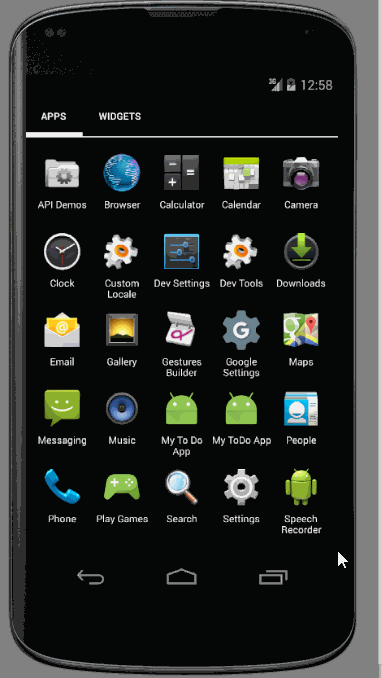 3G 12:58
APPS WIDGETS
API Demos Browser Calculator Calendar Camera
Clock Custom Locale Dev Settings Dev Tools Downloads
Email Gallery Gestures Builder Google Settings Maps
Messaging Music My To Do App My ToDo App People
Phone Play Games Search Settings Speech Recorder